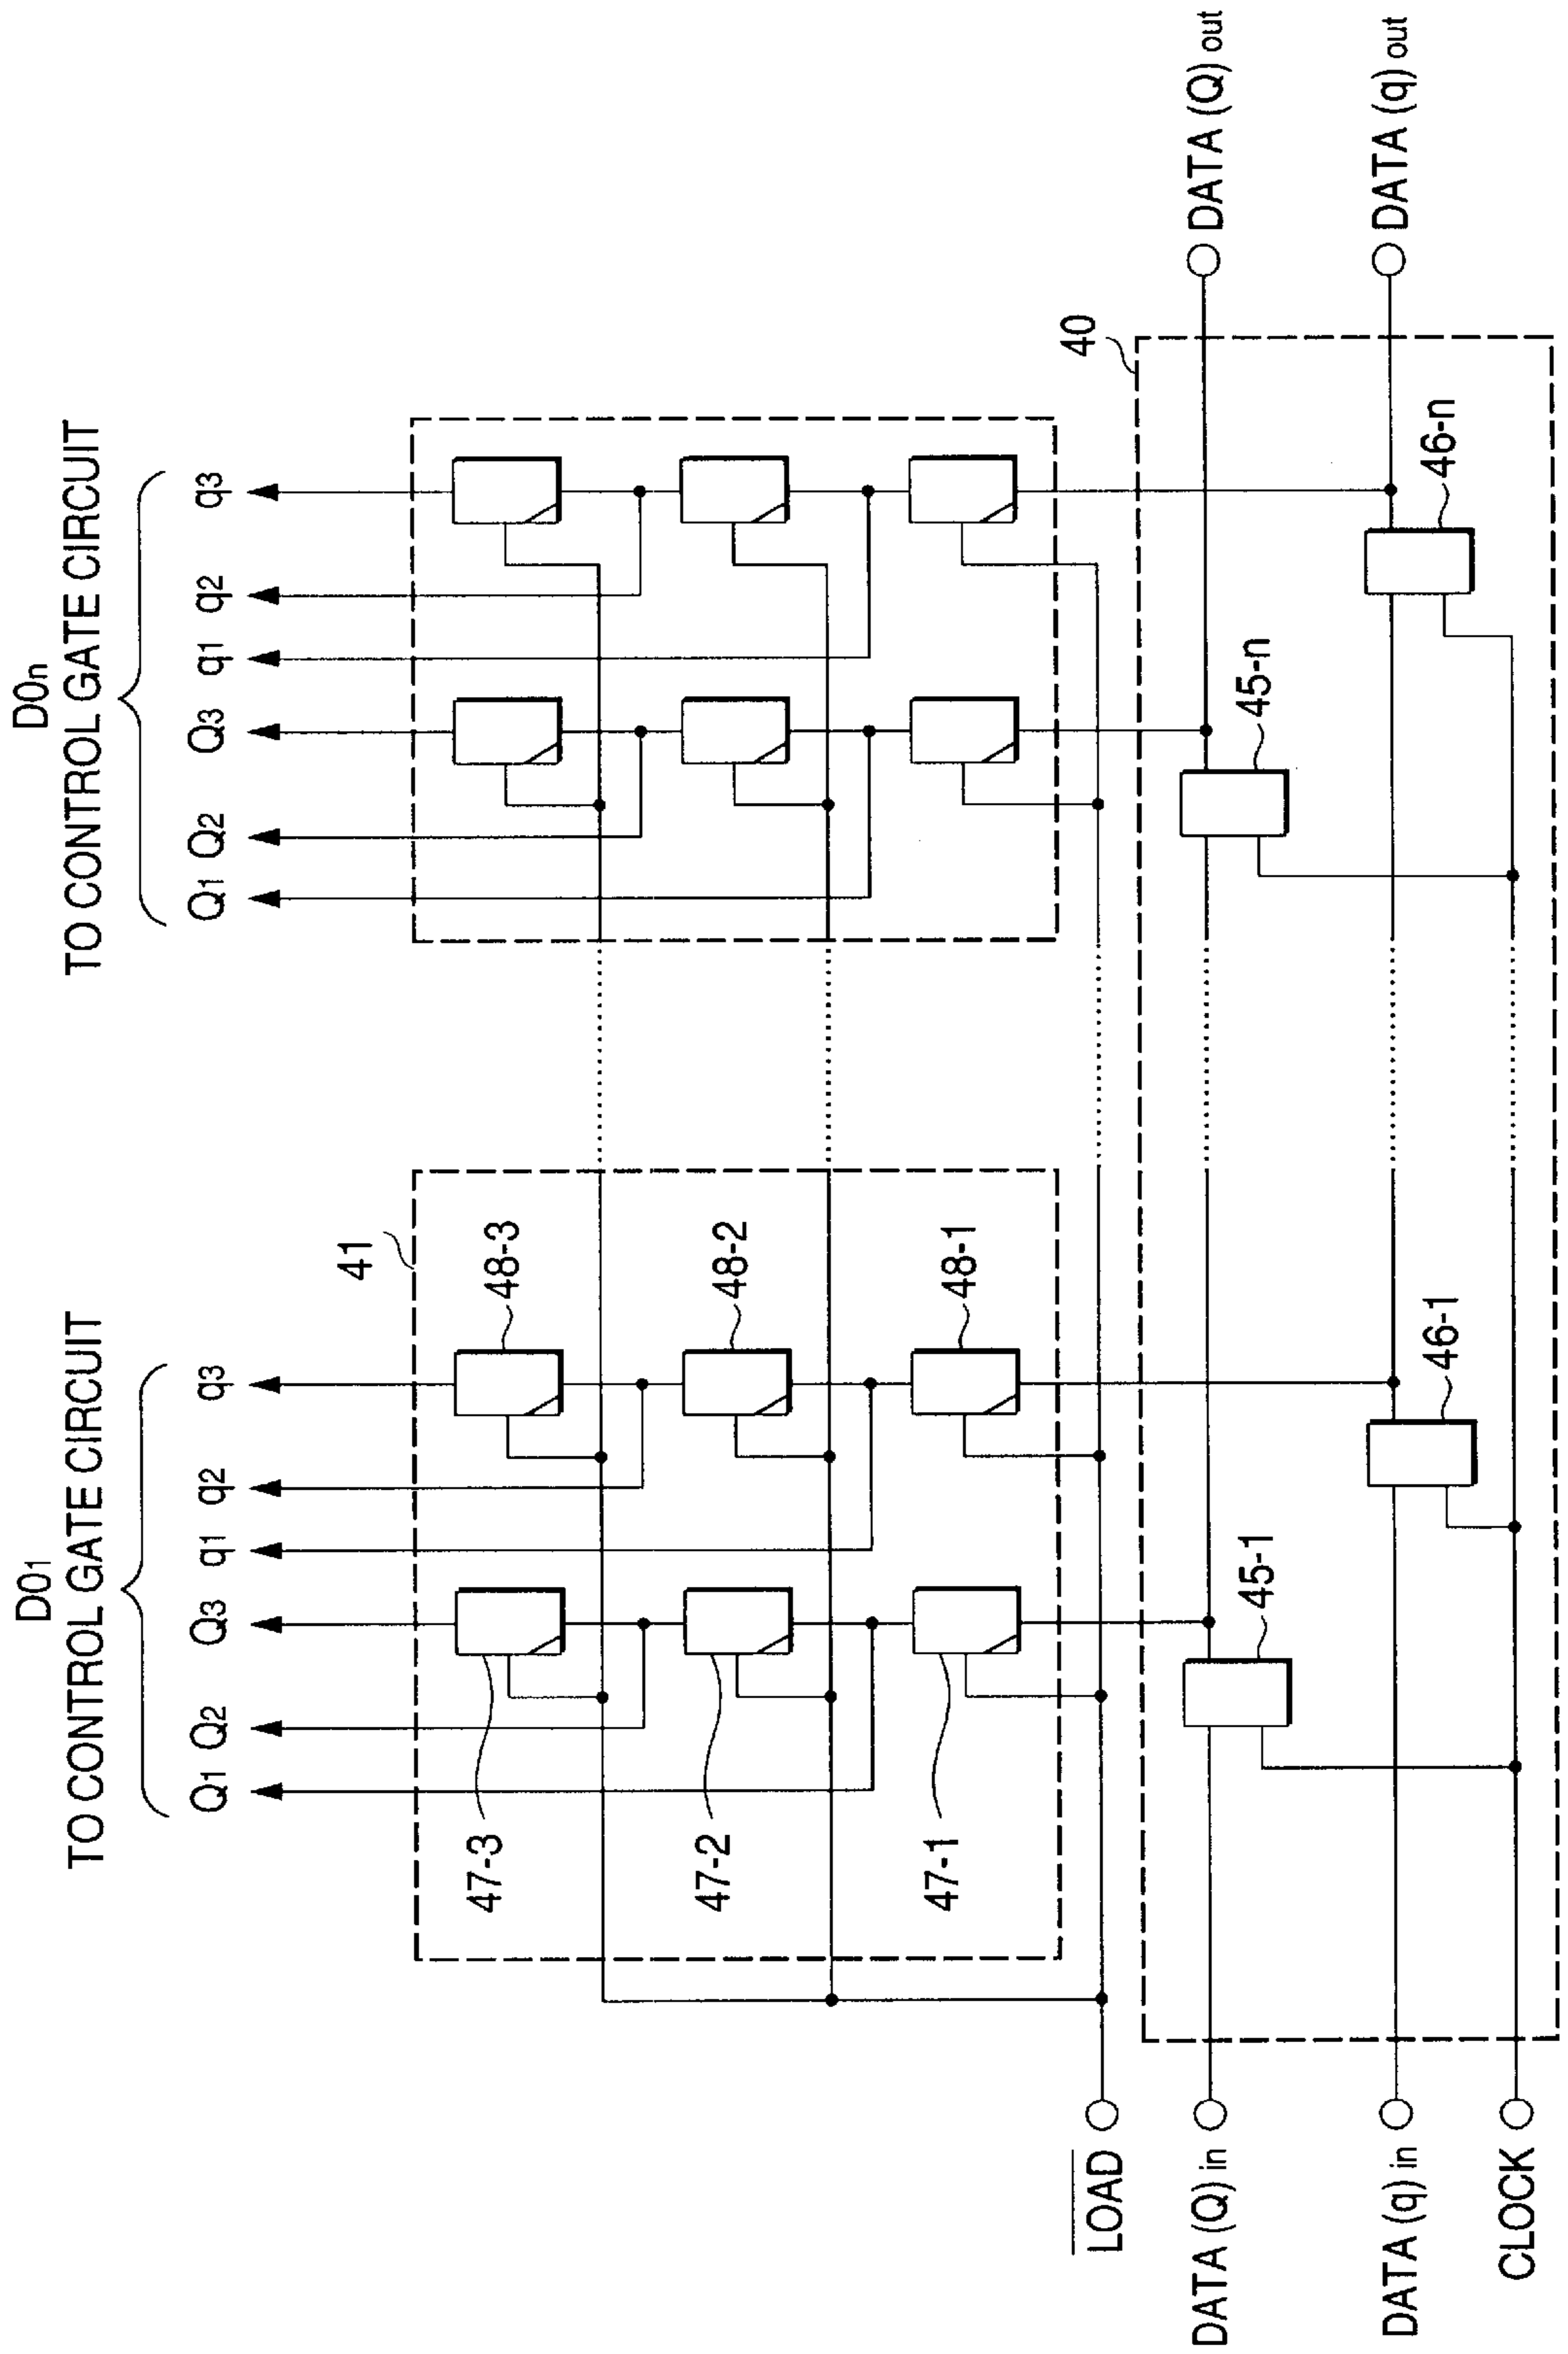 D01
TO CONTROL GATE CIRCUIT
Q1 Q2 Q3 q1 q2 q3
D0n
TO CONTROL GATE CIRCUIT
Q1 Q2 Q3 q1 q2 q3
41
47-3
48-3
47-2
48-2
47-1
48-1
40
LOAD
DATA (Q) in
45-1
45-n
DATA (Q) out
DATA (q) in
46-1
46-n
DATA (q) out
CLOCK